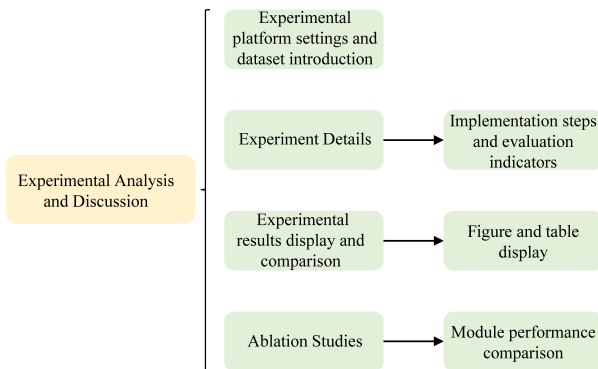 Experimental
platform settings and
dataset introduction
Experiment Details
Implementation steps
and evaluation
indicators
Experimental Analysis
and Discussion
Experimental
results display and
comparison
Figure and table
display
Ablation Studies
Module performance
comparison